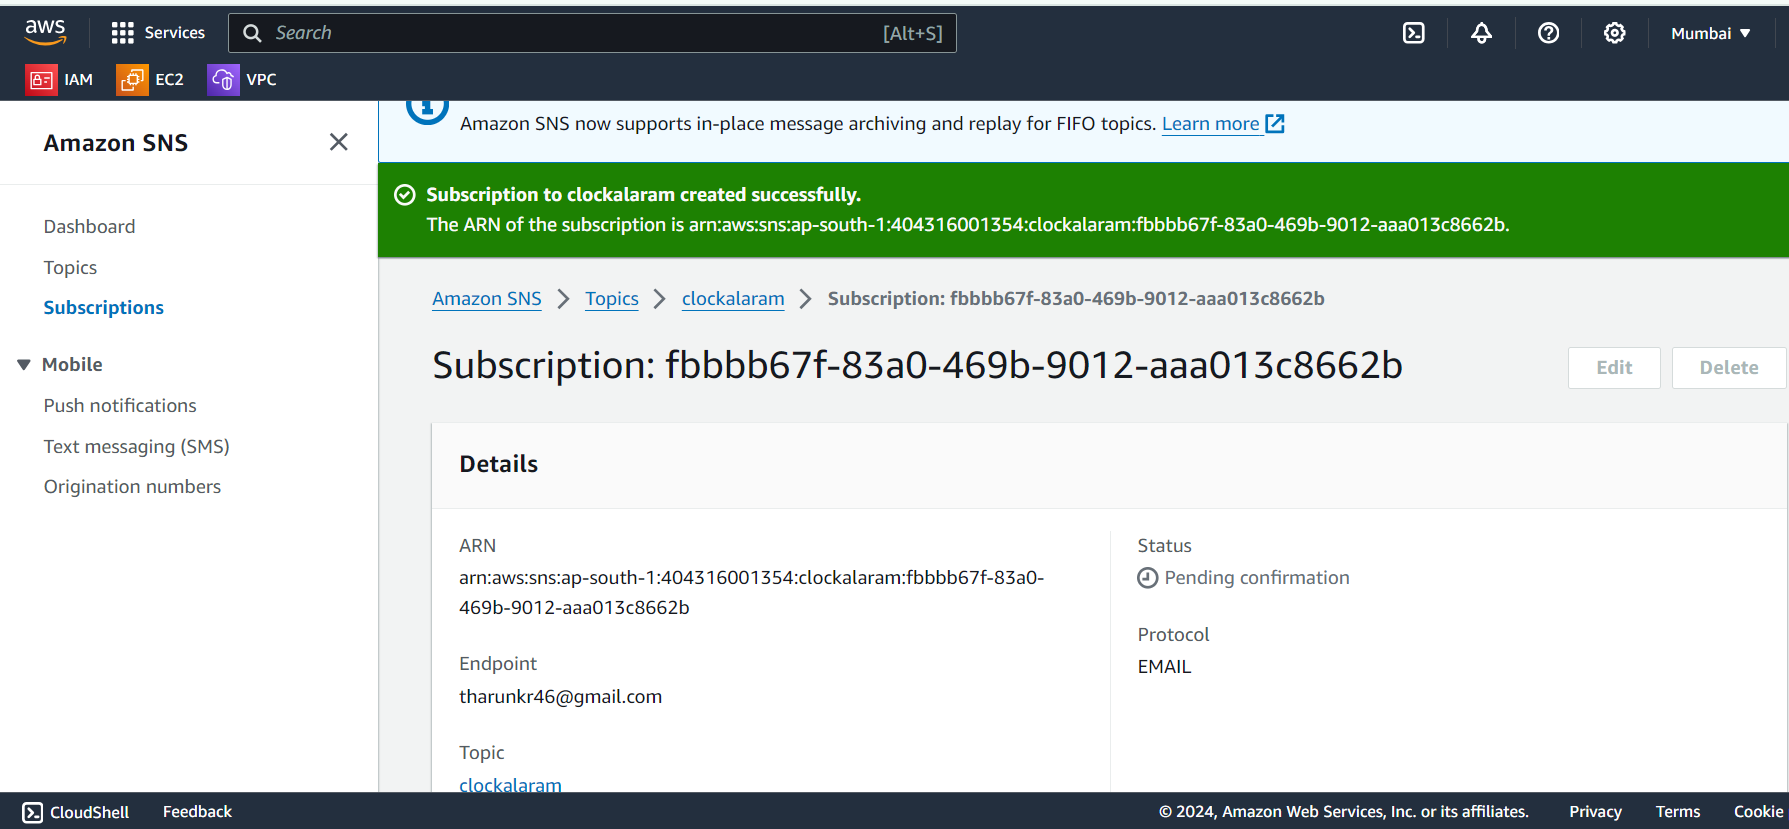 aws
Services
Search
[Alt+S]
Mumbai ▼
IAM
EC2
VPC
Amazon SNS
Dashboard
Topics
Subscriptions
Mobile
Push notifications
Text messaging (SMS)
Origination numbers
Amazon SNS now supports in-place message archiving and replay for FIFO topics. Learn more
Subscription to clockalaram created successfully.
The ARN of the subscription is arn:aws:sns:ap-south-1:404316001354:clockalaram:fbbbb67f-83a0-469b-9012-aaa013c8662b.
Amazon SNS > Topics > clockalaram > Subscription: fbbbb67f-83a0-469b-9012-aaa013c8662b
Subscription: fbbbb67f-83a0-469b-9012-aaa013c8662b
Edit
Delete
Details
ARN
arn:aws:sns:ap-south-1:404316001354:clockalaram:fbbbb67f-83a0-
469b-9012-aaa013c8662b
Endpoint
tharunkr46@gmail.com
Topic
clockalaram
Status
Pending confirmation
Protocol
EMAIL
CloudShell
Feedback
© 2024, Amazon Web Services, Inc. or its affiliates.
Privacy
Terms
Cookie